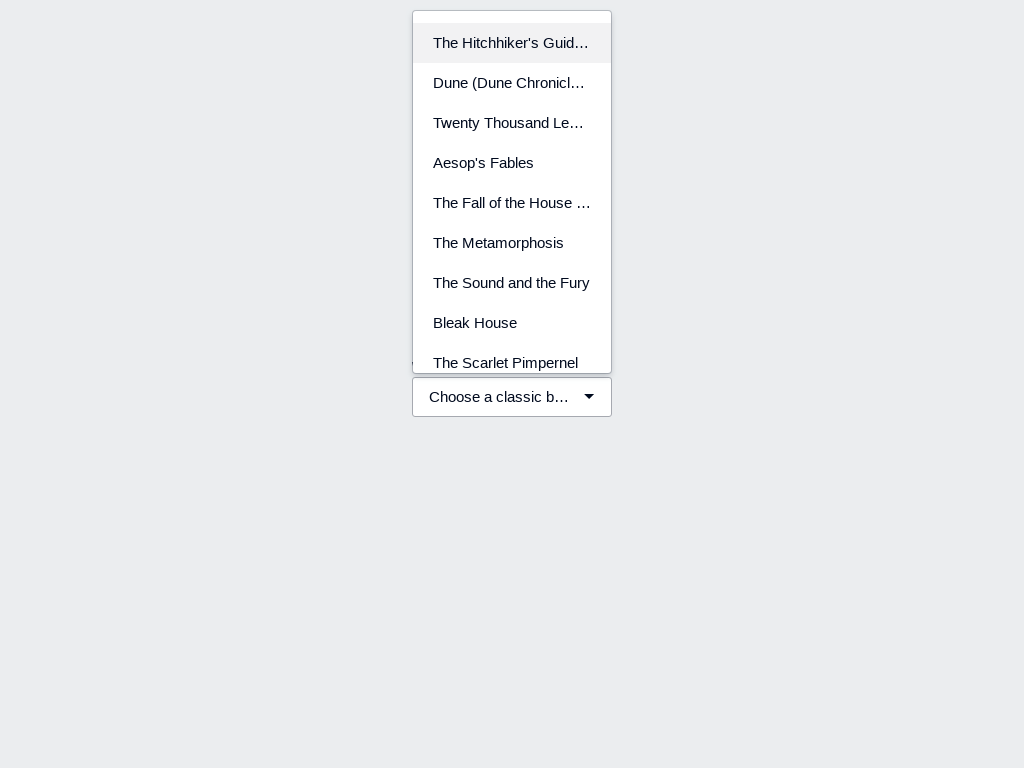 The Hitchhiker's Guid…
Dune (Dune Chronicl…
Twenty Thousand Le…
Aesop's Fables
The Fall of the House …
The Metamorphosis
The Sound and the Fury
Bleak House
The Scarlet Pimpernel
Choose a classic b…